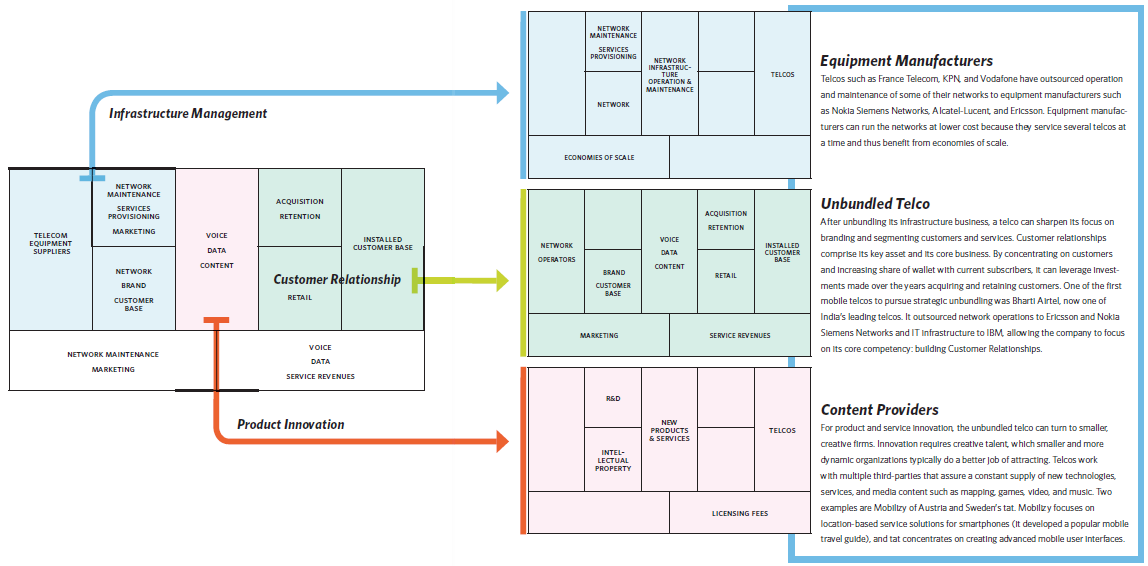 Infrastructure Management
TELECOM
EQUIPMENT
SUPPLIERS
NETWORK
MAINTENANCE
SERVICES
PROVISIONING
MARKETING
NETWORK
BRAND
CUSTOMER
BASE
VOICE
DATA
CONTENT
ACQUISITION
RETENTION
Customer Relationship
RETAIL
INSTALLED
CUSTOMER BASE
NETWORK MAINTENANCE
MARKETING
VOICE
DATA
SERVICE REVENUES
Product Innovation
NETWORK
MAINTENANCE
SERVICES
PROVISIONING
NETWORK
NETWORK
INFRASTRUC-
TURE
OPERATION &
MAINTENANCE
TELCOS
ECONOMIES OF SCALE
Equipment Manufacturers
Telcos such as France Telecom, KPN, and Vodafone have outsourced operation
and maintenance of some of their networks to equipment manufacturers such
as Nokia Siemens Networks, Alcatel-Lucent, and Ericsson. Equipment manufac-
turers can run the networks at lower cost because they service several telcos at
a time and thus benefit from economies of scale.
NETWORK
OPERATORS
BRAND
CUSTOMER
BASE
VOICE
DATA
CONTENT
ACQUISITION
RETENTION
RETAIL
INSTALLED
CUSTOMER
BASE
MARKETING
SERVICE REVENUES
Unbundled Telco
After unbundling its infrastructure business, a telco can sharpen its focus on
branding and segmenting customers and services. Customer relationships
comprise its key asset and its core business. By concentrating on customers
and increasing share of wallet with current subscribers, it can leverage invest-
ments made over the years acquiring and retaining customers. One of the first
mobile telcos to pursue strategic unbundling was Bharti Airtel, now one of
India's leading telcos. It outsourced network operations to Ericsson and Nokia
Siemens Networks and IT infrastructure to IBM, allowing the company to focus
on its core competency: building Customer Relationships.
R&D
INTEL-
LECTUAL
PROPERTY
NEW
PRODUCTS
& SERVICES
TELCOS
LICENSING FEES
Content Providers
For product and service innovation, the unbundled telco can turn to smaller,
creative firms. Innovation requires creative talent, which smaller and more
dynamic organizations typically do a better job of attracting. Telcos work
with multiple third-parties that assure a constant supply of new technologies,
services, and media content such as mapping, games, video, and music. Two
examples are Mobilizy of Austria and Sweden's tat. Mobilizy focuses on
location-based service solutions for smartphones (it developed a popular mobile
travel guide), and tat concentrates on creating advanced mobile user interfaces.